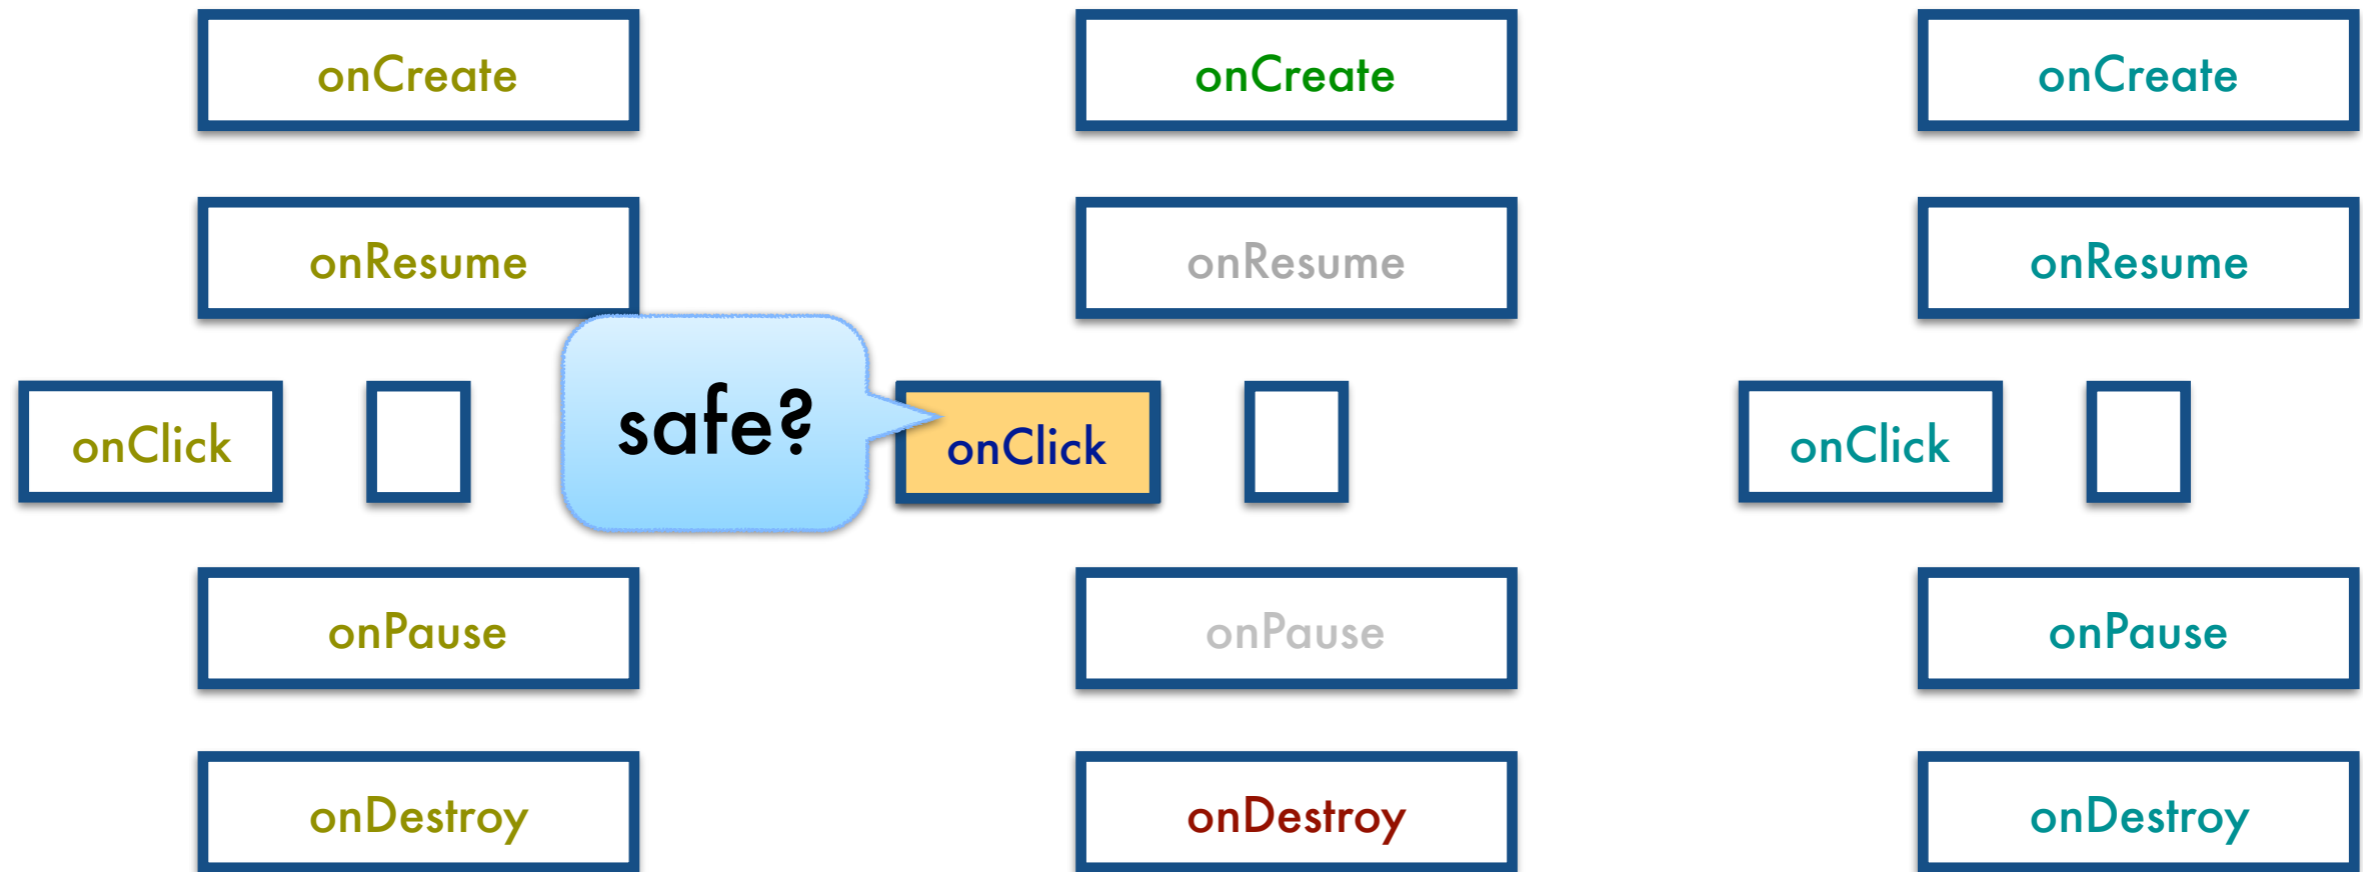 onCreate
onCreate
onCreate
onResume
onResume
onResume
onClick
safe?
onClick
onClick
onPause
onPause
onPause
onDestroy
onDestroy
onDestroy